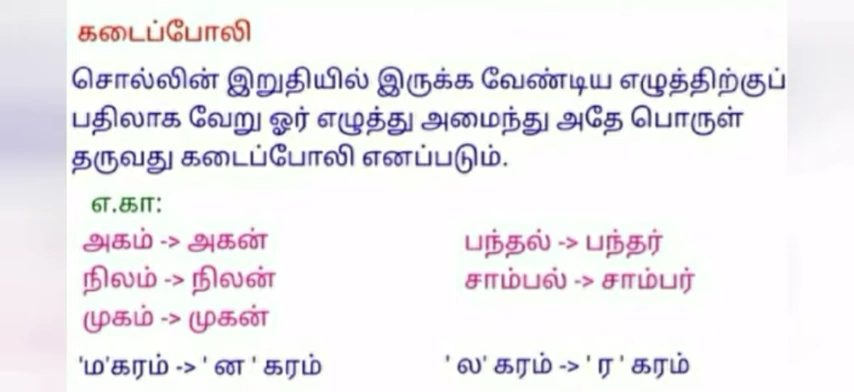 கடைப்போலி
சொல்லின் இறுதியில் இருக்க வேண்டிய எழுத்திற்குப்
பதிலாக வேறு ஓர் எழுத்து அமைந்து அதே பொருள்
தருவது கடைப்போலி எனப்படும்.
எ.கா:
அகம் -> அகன்
நிலம் -> நிலன்
முகம் -> முகன்
'ம'கரம் -> ' ன ' கரம்
பந்தல் -> பந்தர்
சாம்பல் -> சாம்பர்
' ல' கரம் -> ' ர ' கரம்